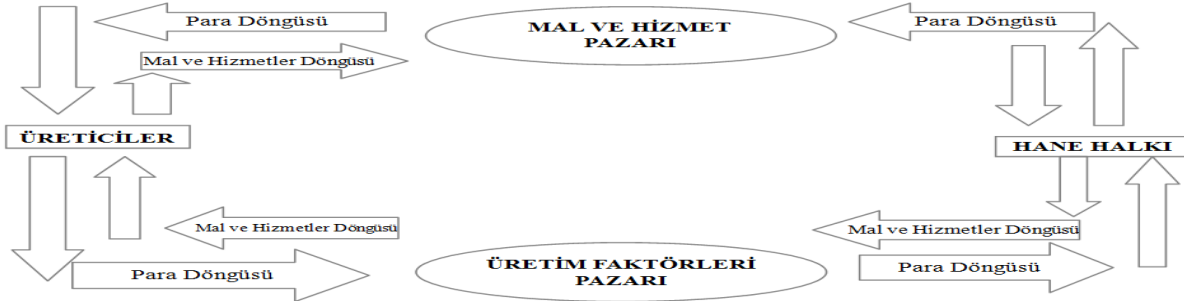 Para Döngüsü
MAL VE HİZMET
PAZARI
Para Döngüsü
Mal ve Hizmetler Döngüsü
ÜRETİCİLER
HANE HALKI
Mal ve Hizmetler Döngüsü
Mal ve Hizmetler Döngüsü
Para Döngüsü
ÜRETİM FAKTÖRLERİ
PAZARI
Para Döngüsü